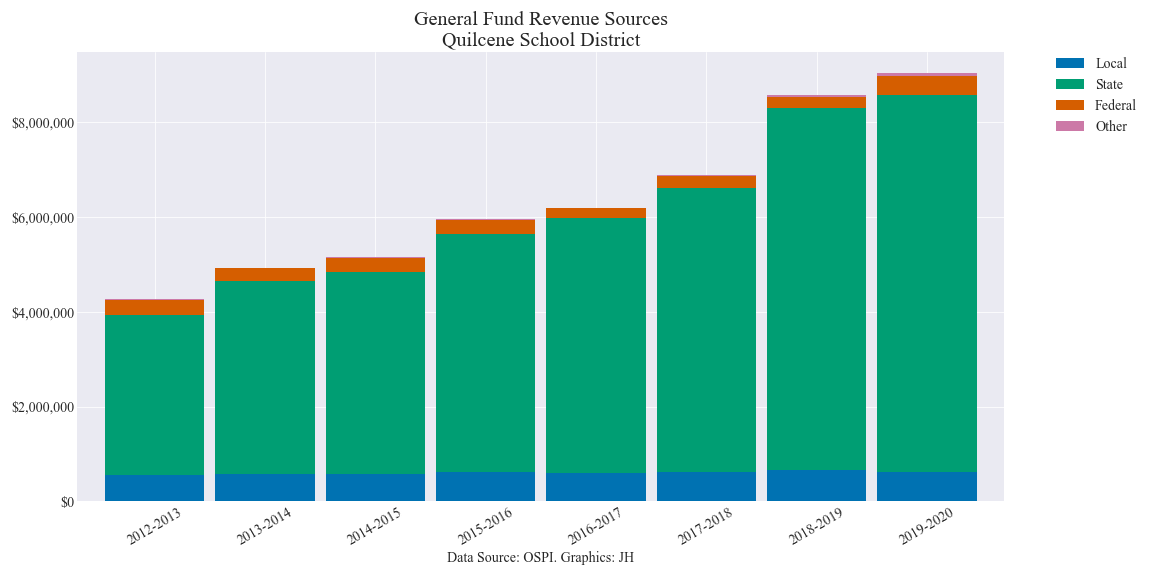 General Fund Revenue Sources
Quilcene School District
Local
State
Federal
Other
$8,000,000
$6,000,000
$4,000,000
$2,000,000
$0
2012-2013
2013-2014
2014-2015
2015-2016
2016-2017
2017-2018
2018-2019
2019-2020
Data Source: OSPI. Graphics: JH